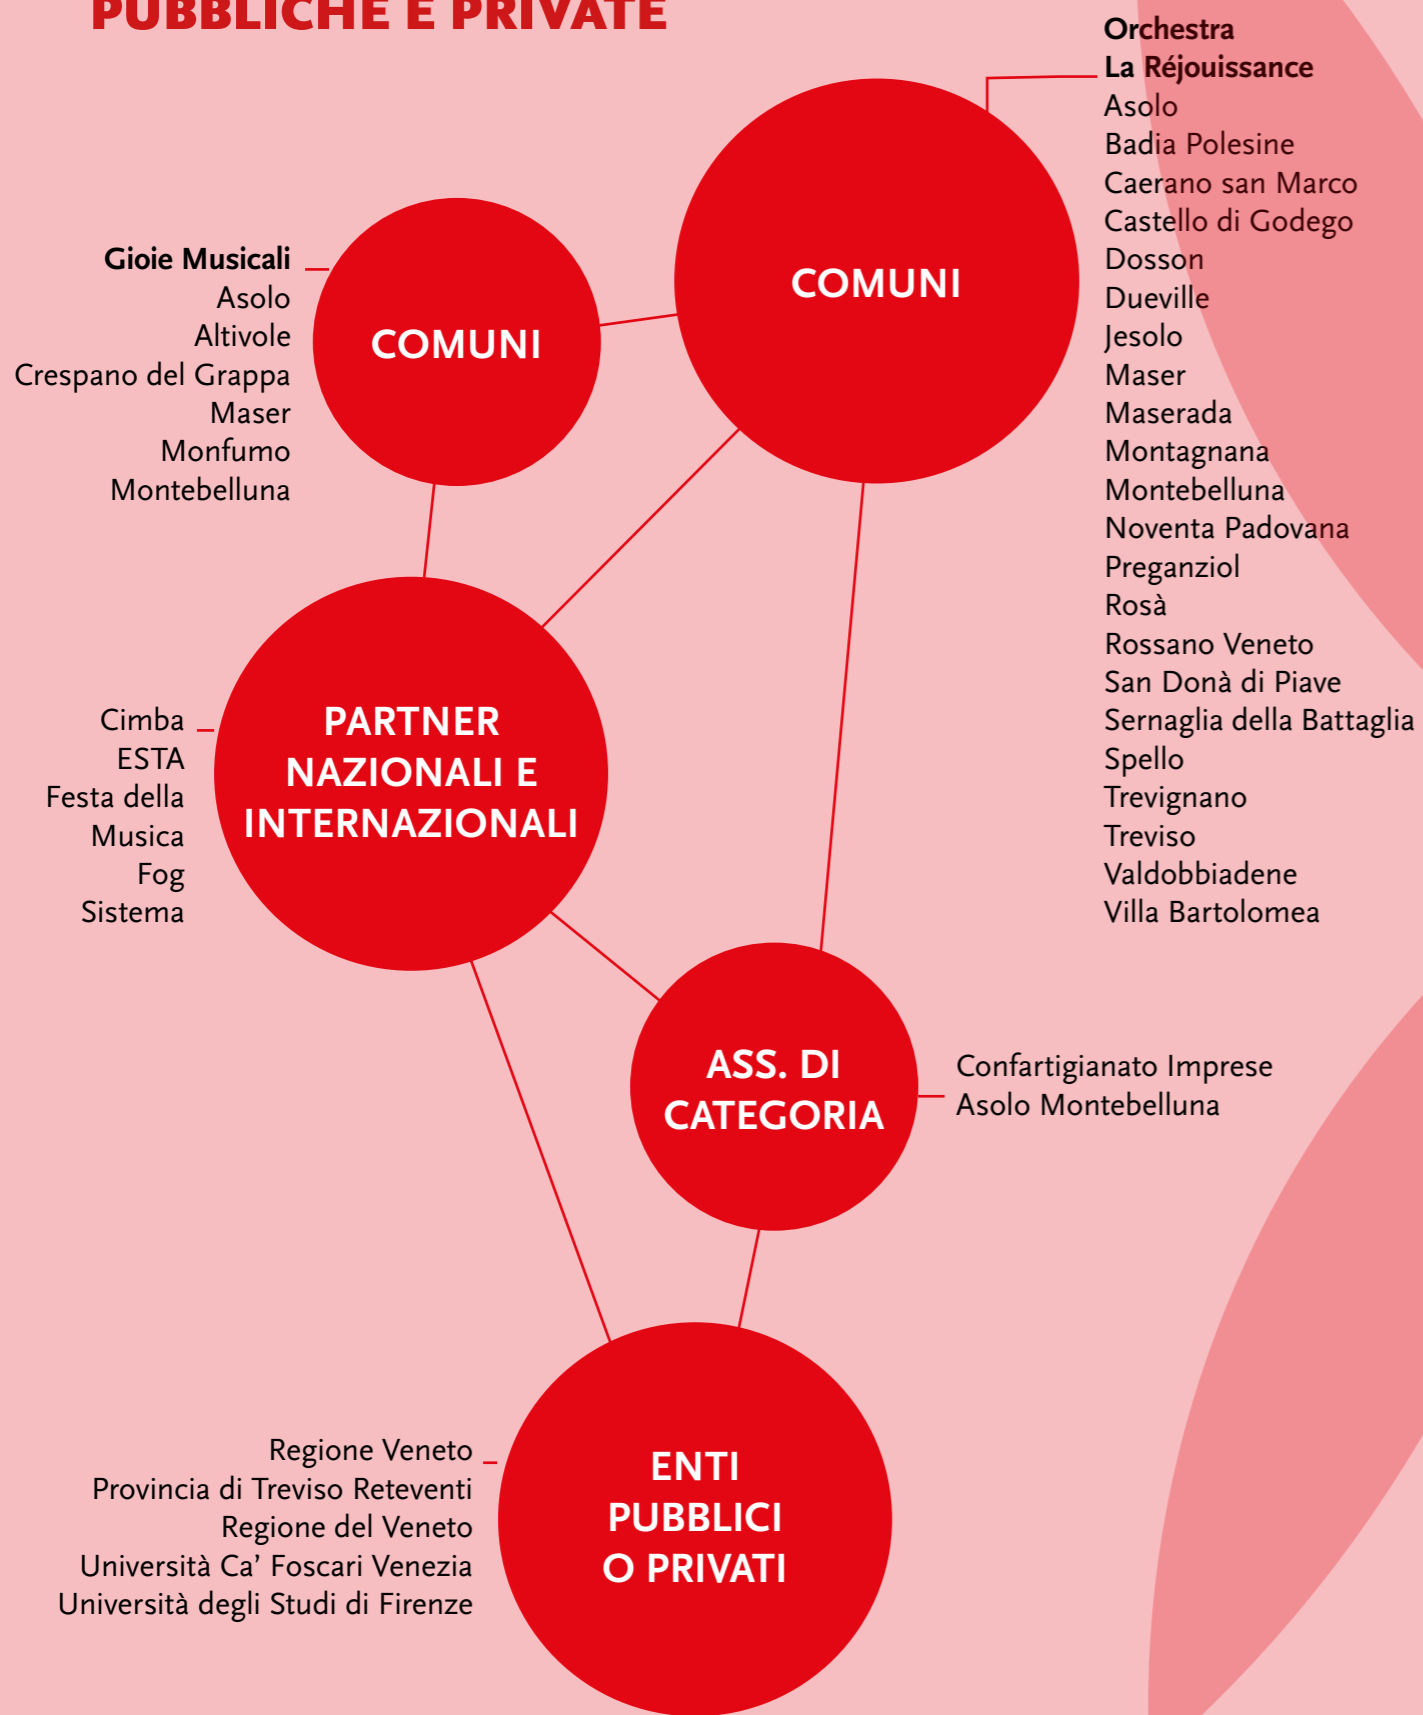 PUBBLICHE E PRIVATE
Orchestra
La Réjouissance
Asolo
Badia Polesine
Caerano san Marco
Castello di Godego
Dosson
Dueville
Jesolo
Maser
Maserada
Montagnana
Montebelluna
Noventa Padovana
Preganziol
Rosà
Rossano Veneto
San Donà di Piave
Sernaglia della Battaglia
Spello
Trevignano
Treviso
Valdobbiadene
Villa Bartolomea
COMUNI
Gioie Musicali
Asolo
Altivole
Crespano del Grappa
Maser
Monfumo
Montebelluna
COMUNI
Cimba
ESTA
Festa della
Musica
Fog
Sistema
PARTNER
NAZIONALI E
INTERNAZIONALI
ASS. DI
CATEGORIA
Confartigianato Imprese
Asolo Montebelluna
Regione Veneto
Provincia di Treviso Reteventi
Regione del Veneto
Università Ca’ Foscari Venezia
Università degli Studi di Firenze
ENTI
PUBBLICI
O PRIVATI